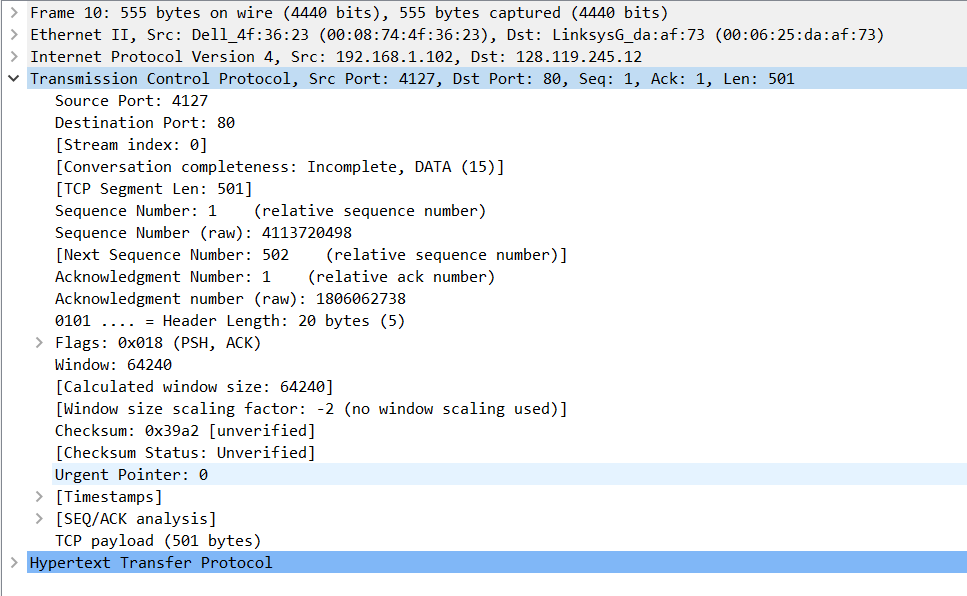 Frame 10: 555 bytes on wire (4440 bits), 555 bytes captured (4440 bits)
Ethernet II, Src: Dell_4f:36:23 (00:08:74:4f:36:23), Dst: LinksysG_da:af:73 (00:06:25:da:af:73)
Internet Protocol Version 4, Src: 192.168.1.102, Dst: 128.119.245.12
Transmission Control Protocol, Src Port: 4127, Dst Port: 80, Seq: 1, Ack: 1, Len: 501
Source Port: 4127
Destination Port: 80
[Stream index: 0]
[Conversation completeness: Incomplete, DATA (15)]
[TCP Segment Len: 501]
Sequence Number: 1    (relative sequence number)
Sequence Number (raw): 4113720498
[Next Sequence Number: 502    (relative sequence number)]
Acknowledgment Number: 1    (relative ack number)
Acknowledgment number (raw): 1806062738
0101 .... = Header Length: 20 bytes (5)
Flags: 0x018 (PSH, ACK)
Window: 64240
[Calculated window size: 64240]
[Window size scaling factor: -2 (no window scaling used)]
Checksum: 0x39a2 [unverified]
[Checksum Status: Unverified]
Urgent Pointer: 0
[Timestamps]
[SEQ/ACK analysis]
TCP payload (501 bytes)
Hypertext Transfer Protocol